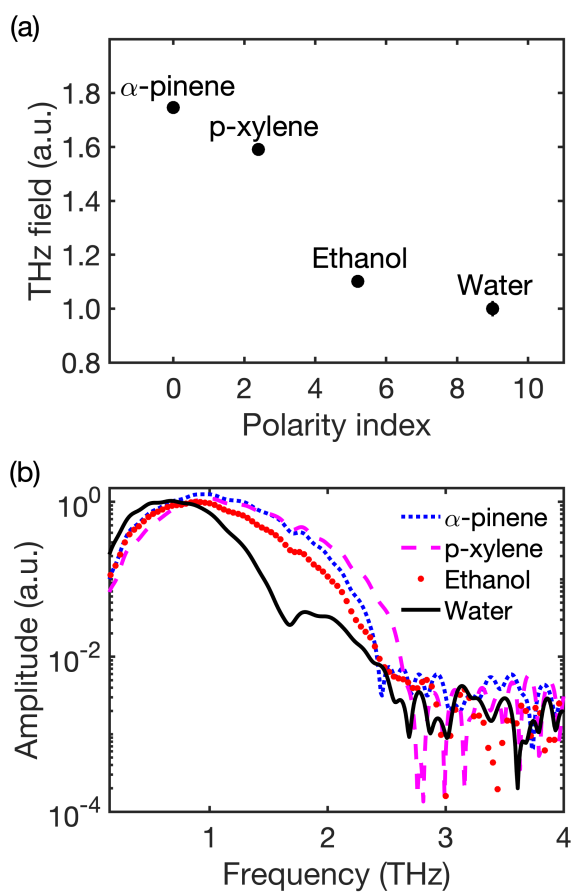 (a)
α-pinene
p-xylene
Ethanol
Water
THz field (a.u.)
1.8
1.6
1.4
1.2
1.0
0.8
0 2 4 6 8 10
Polarity index
(b)
10^0
10^-2
10^-4
Amplitude (a.u.)
α-pinene
p-xylene
Ethanol
Water
1 2 3 4
Frequency (THz)